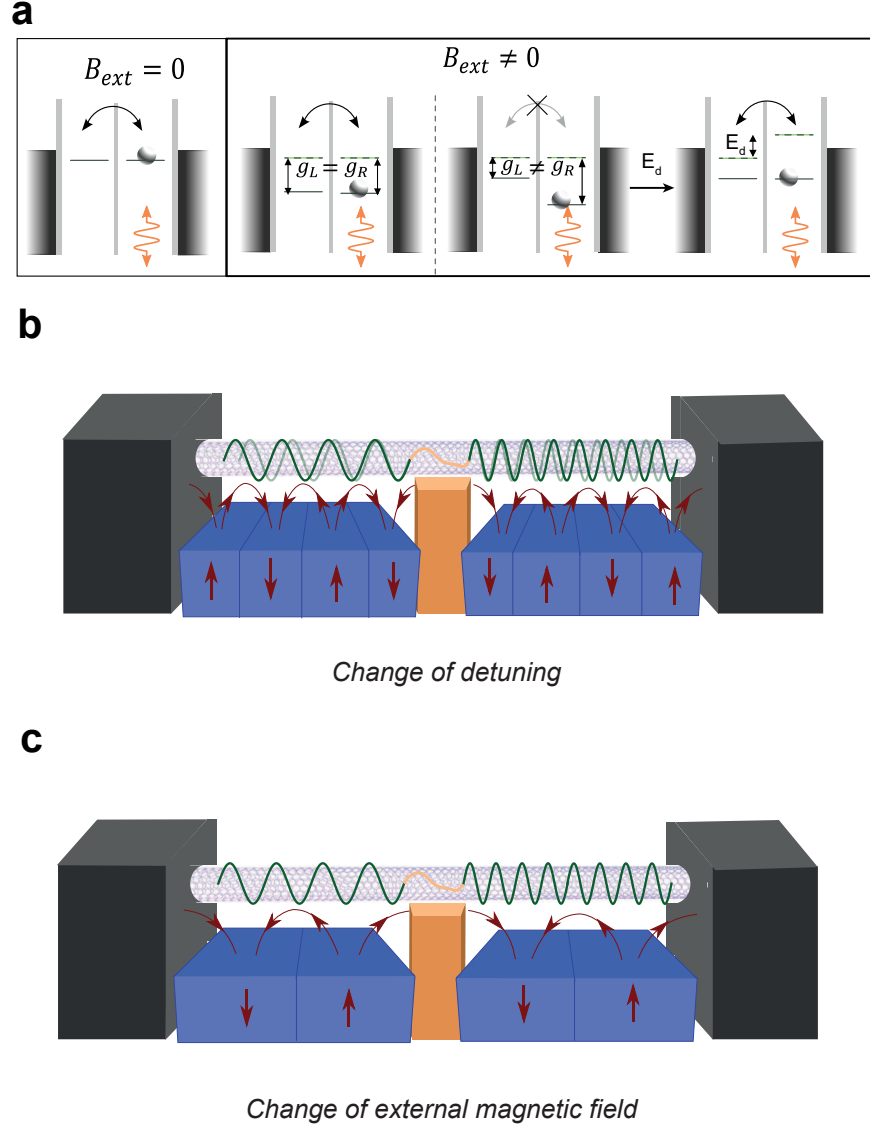 a
B_ext = 0
B_ext ≠ 0
g_L = g_R
g_L ≠ g_R
E_d
E_d
b
Change of detuning
c
Change of external magnetic field